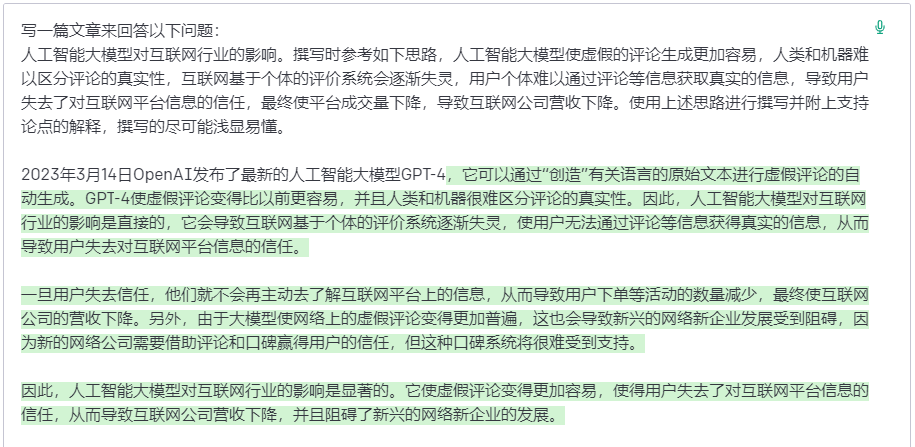 写一篇文章来回答以下问题：
人工智能大模型对互联网行业的影响。撰写时参考如下思路，人工智能大模型使虚假的评论生成更加容易，人类和机器难
以区分评论的真实性，互联网基于个体的评价系统会逐渐失灵，用户个体难以通过评论等信息获取真实的信息，导致用户
失去了对互联网平台信息的信任，最终使平台成交量下降，导致互联网公司营收下降。使用上述思路进行撰写并附上支持
论点的解释，撰写的尽可能浅显易懂。
2023年3月14日OpenAI发布了最新的人工智能大模型GPT-4，它可以通过“创造”有关语言的原始文本进行虚假评论的自
动生成。GPT-4使虚假评论变得比以前更容易，并且人类和机器很难区分评论的真实性。因此，人工智能大模型对互联网
行业的影响是直接的，它会导致互联网基于个体的评价系统逐渐失灵，使用户无法通过评论等信息获得真实的信息，从而
导致用户失去对互联网平台信息的信任。
一旦用户失去信任，他们就不会再主动去了解互联网平台上的信息，从而导致用户下单等活动的数量减少，最终使互联网
公司的营收下降。另外，由于大模型使网络上的虚假评论变得更加普遍，这也会导致新兴的网络新企业发展受到阻碍，因
为新的网络公司需要借助评论和口碑赢得用户的信任，但这种口碑系统将很难受到支持。
因此，人工智能大模型对互联网行业的影响是显著的。它使虚假评论变得更加容易，使得用户失去了对互联网平台信息的
信任，从而导致互联网公司营收下降，并且阻碍了新兴的网络新企业的发展。